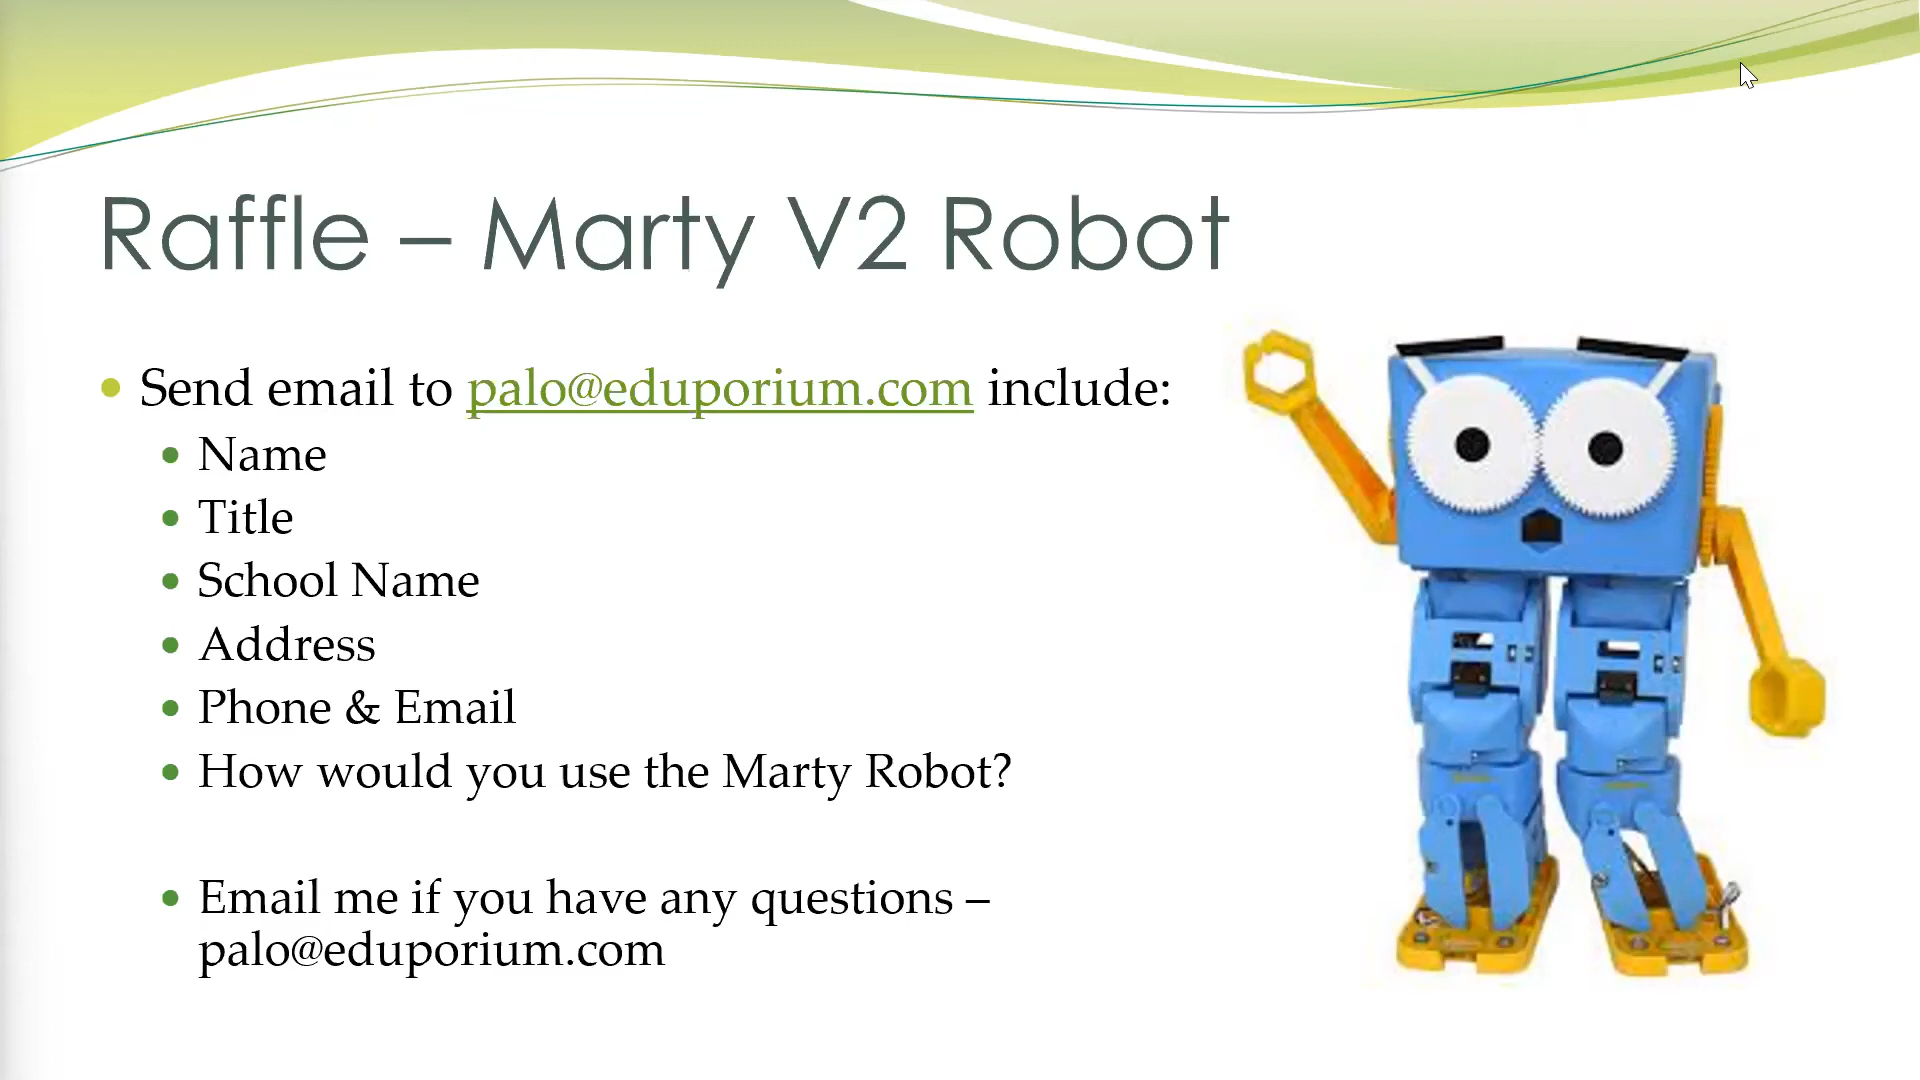 Raffle – Marty V2 Robot
Send email to palo@eduporium.com include:
Name
Title
School Name
Address
Phone & Email
How would you use the Marty Robot?
Email me if you have any questions –
palo@eduporium.com